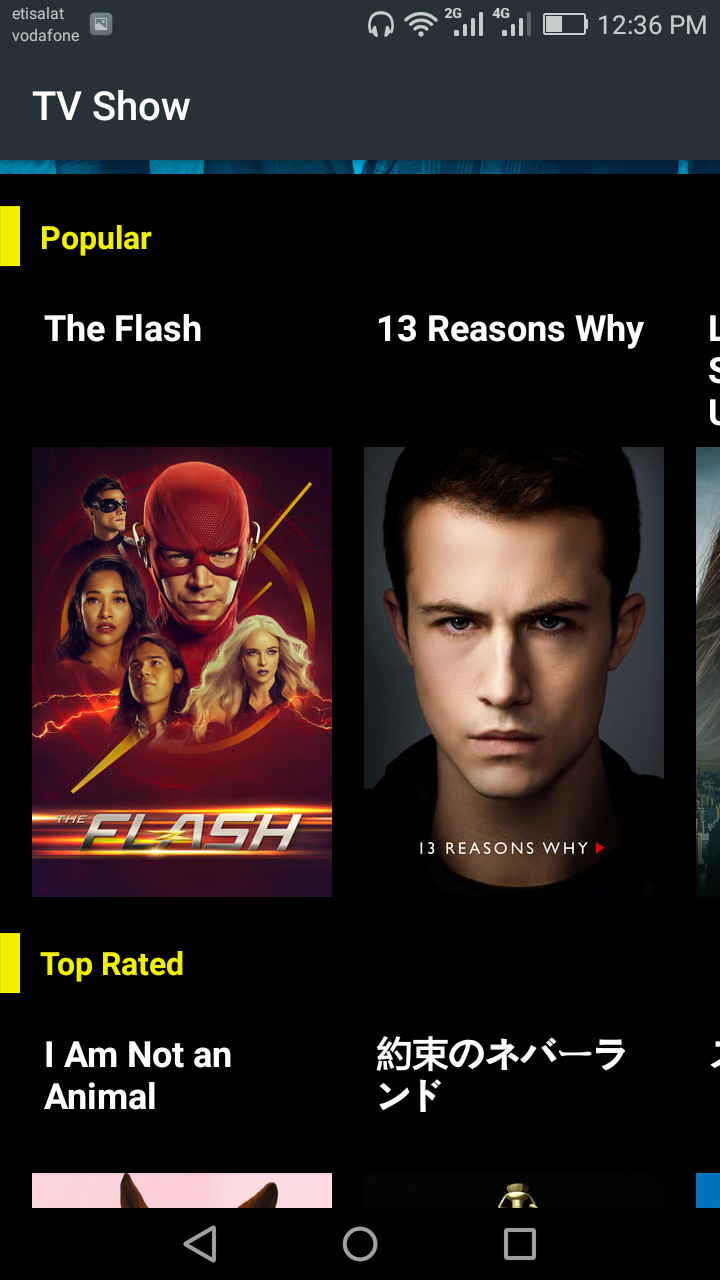 etisalat
vodafone
2G
4G
12:36 PM
TV Show
Popular
The Flash
13 Reasons Why
L
S
U
THE FLASH
13 REASONS WHY
Top Rated
I Am Not an
Animal
約束のネバーラ
ンド